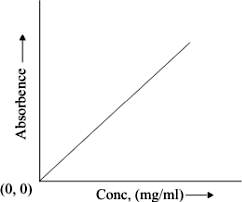 Absorbence →
(0, 0)
Conc, (mg/ml) →